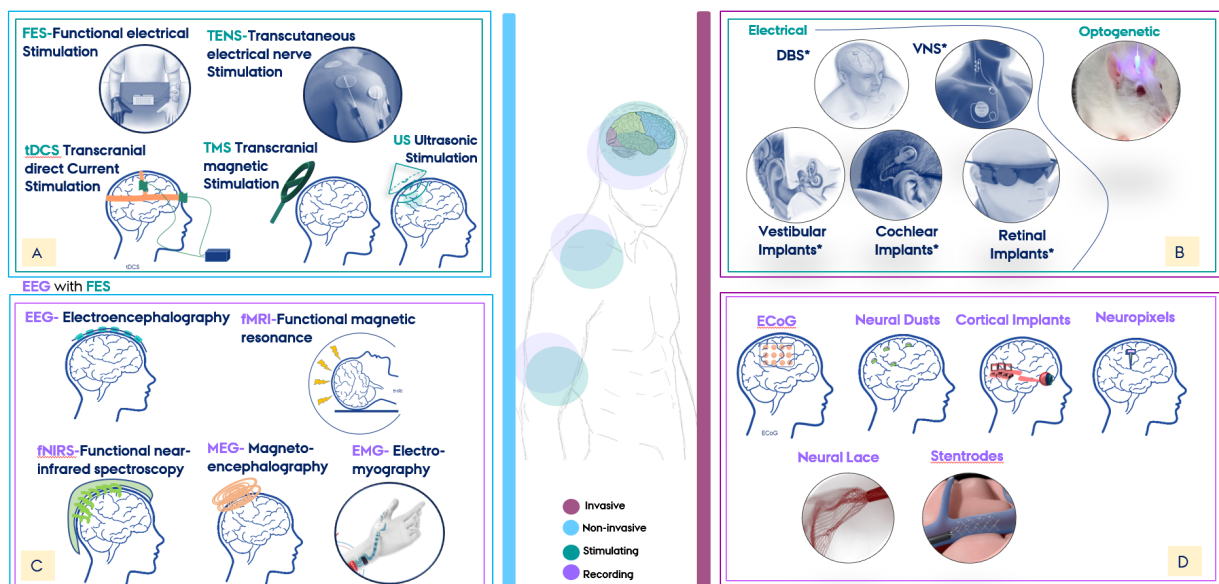 FES-Functional electrical
Stimulation
TENS-Transcutaneous
electrical nerve
Stimulation
tDCS Transcranial
direct Current
Stimulation
TMS Transcranial
magnetic
Stimulation
US Ultrasonic
Stimulation
tDCS
A
Electrical
DBS*
VNS*
Optogenetic
Vestibular
Implants*
Cochlear
Implants*
Retinal
Implants*
B
EEG with FES
EEG- Electroencephalography
fMRI-Functional magnetic
resonance
fMRI
fNIRS-Functional near-
infrared spectroscopy
MEG- Magneto-
encephalography
EMG- Electro-
myography
C
Invasive
Non-invasive
Stimulating
Recording
ECoG
Neural Dusts
Cortical Implants
Neuropixels
ECoG
Neural Lace
Stentrodes
D